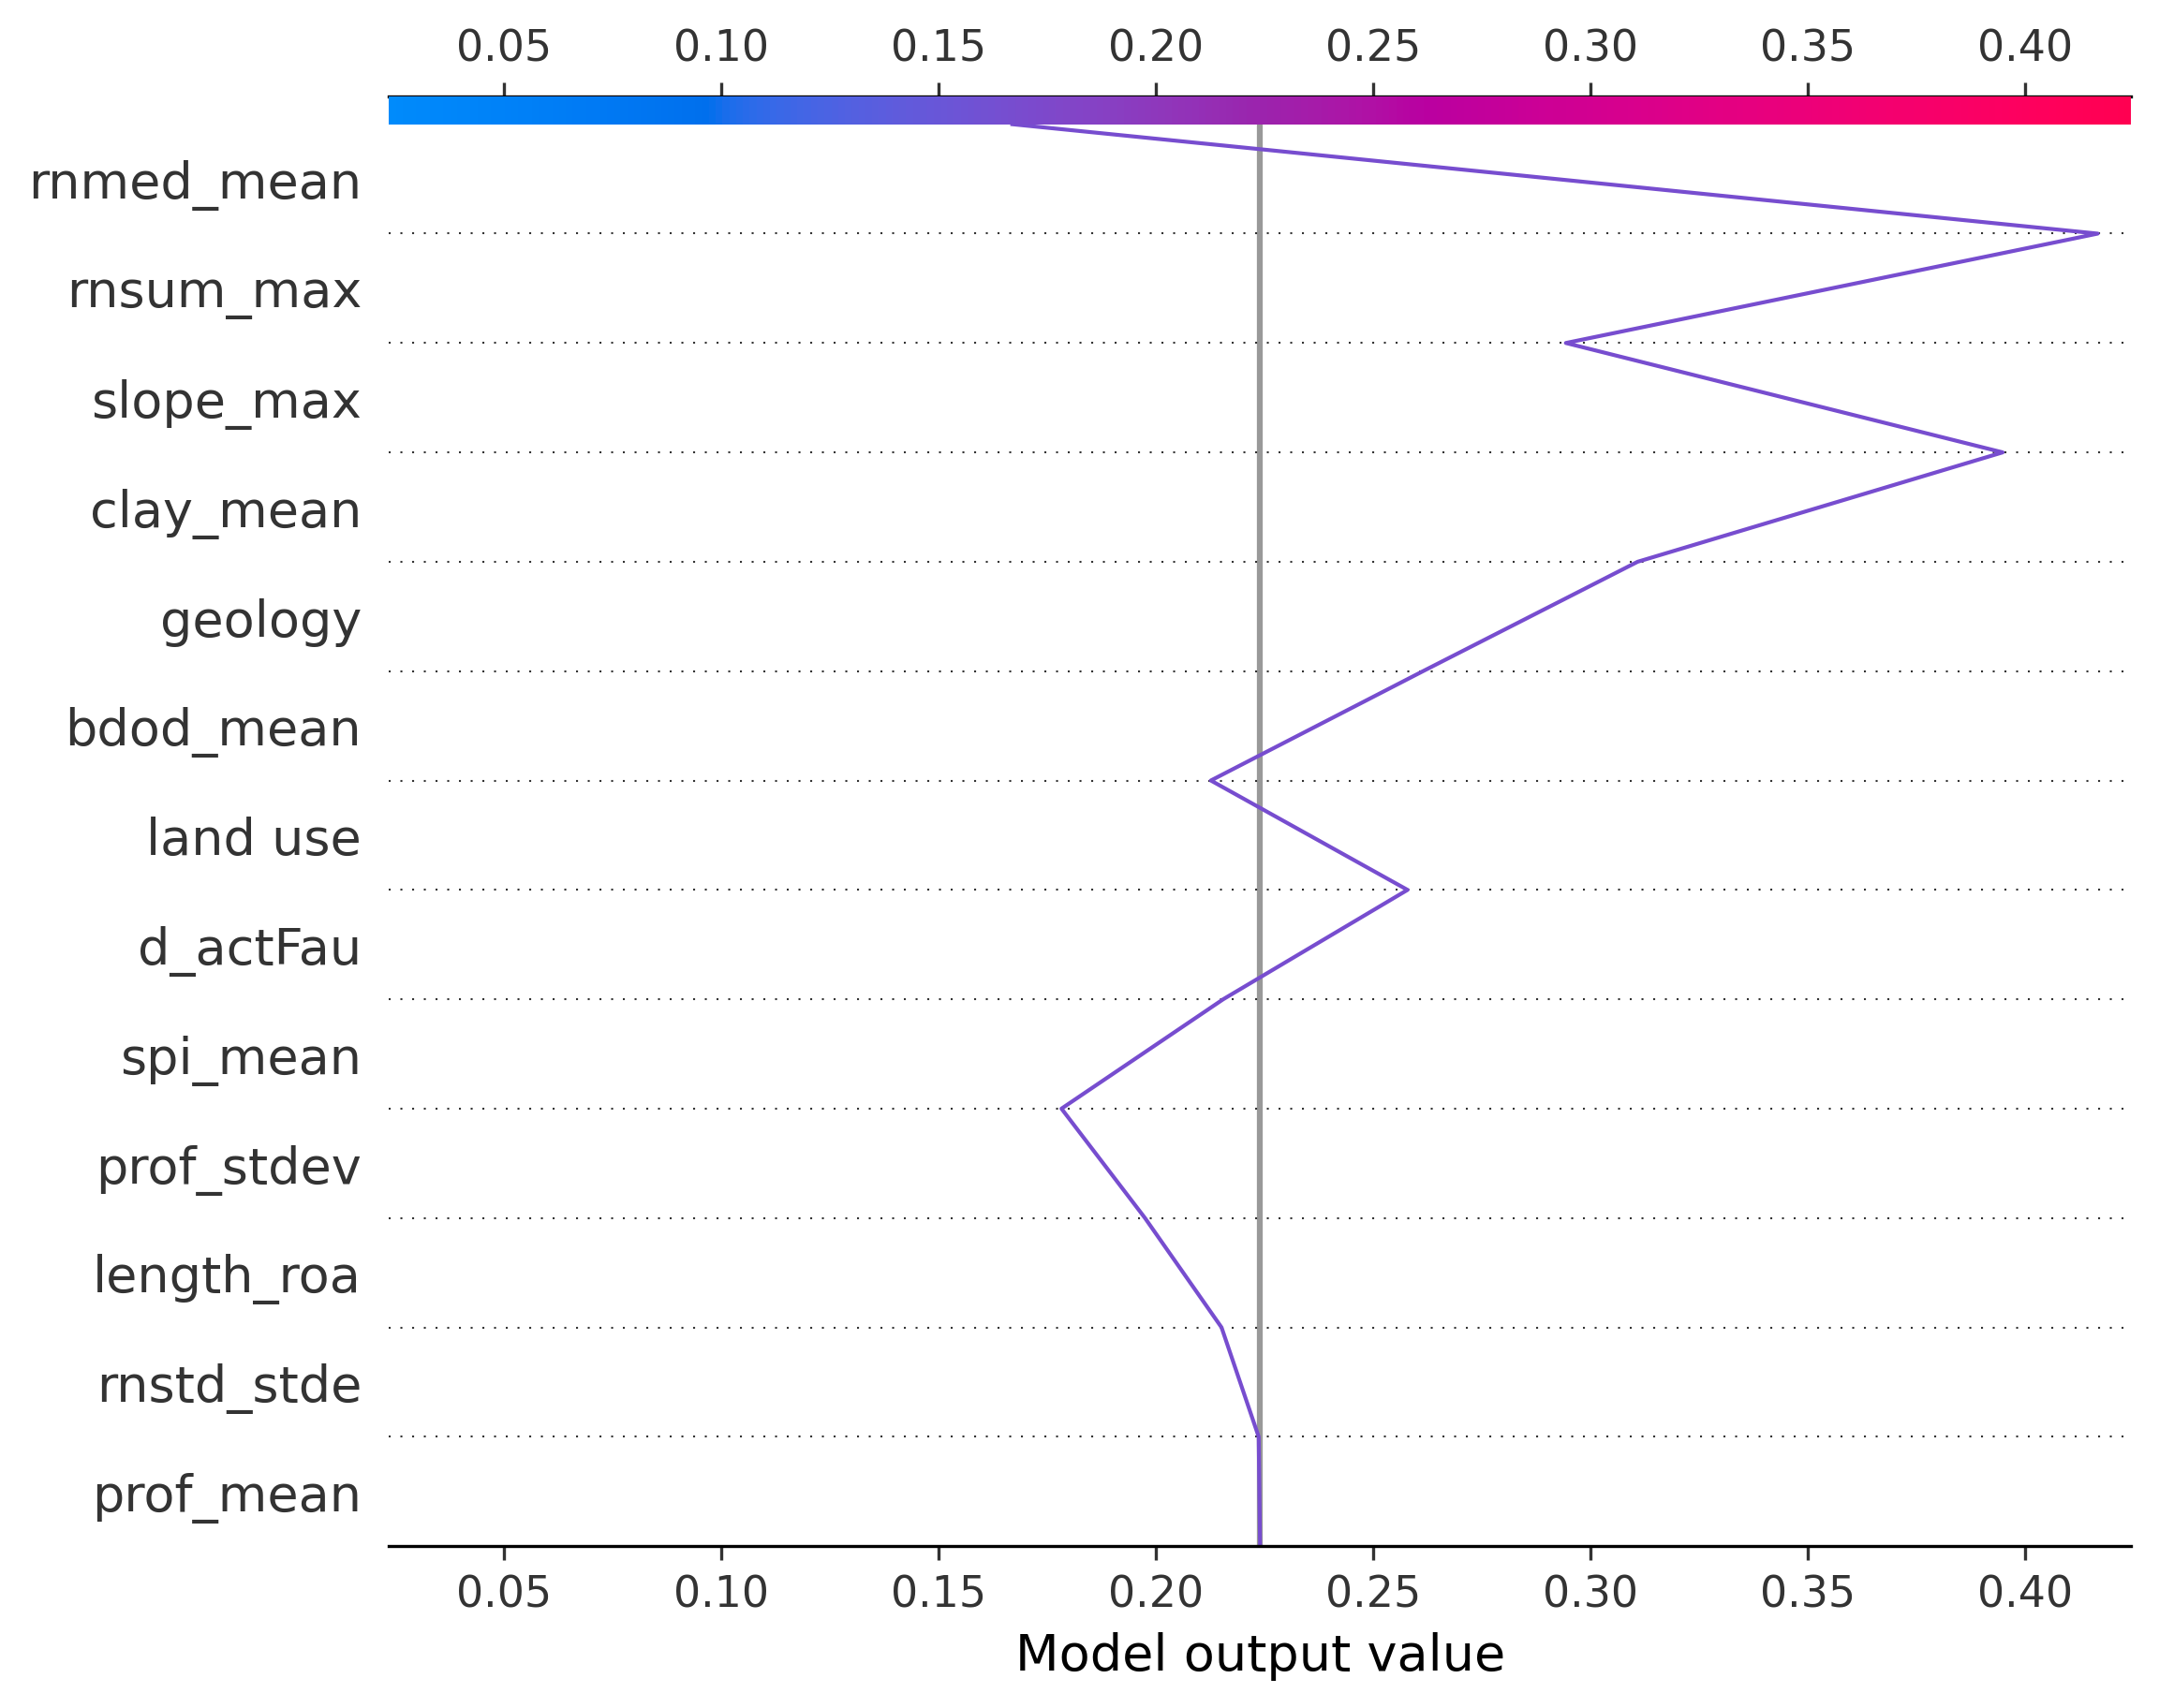 0.05 0.10 0.15 0.20 0.25 0.30 0.35 0.40
rnmed_mean
rnsum_max
slope_max
clay_mean
geology
bdod_mean
land use
d_actFau
spi_mean
prof_stdev
length_roa
rnstd_stde
prof_mean
0.05 0.10 0.15 0.20 0.25 0.30 0.35 0.40
Model output value